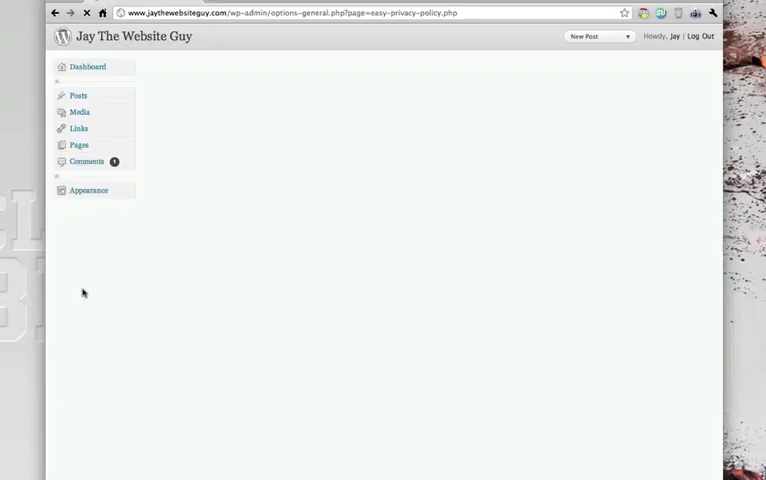 www.jaythewebsiteguy.com/wp-admin/options-general.php?page=easy-privacy-policy.php
Jay The Website Guy
New Post
Howdy, Jay | Log Out
Dashboard
Posts
Media
Links
Pages
Comments 1
Appearance